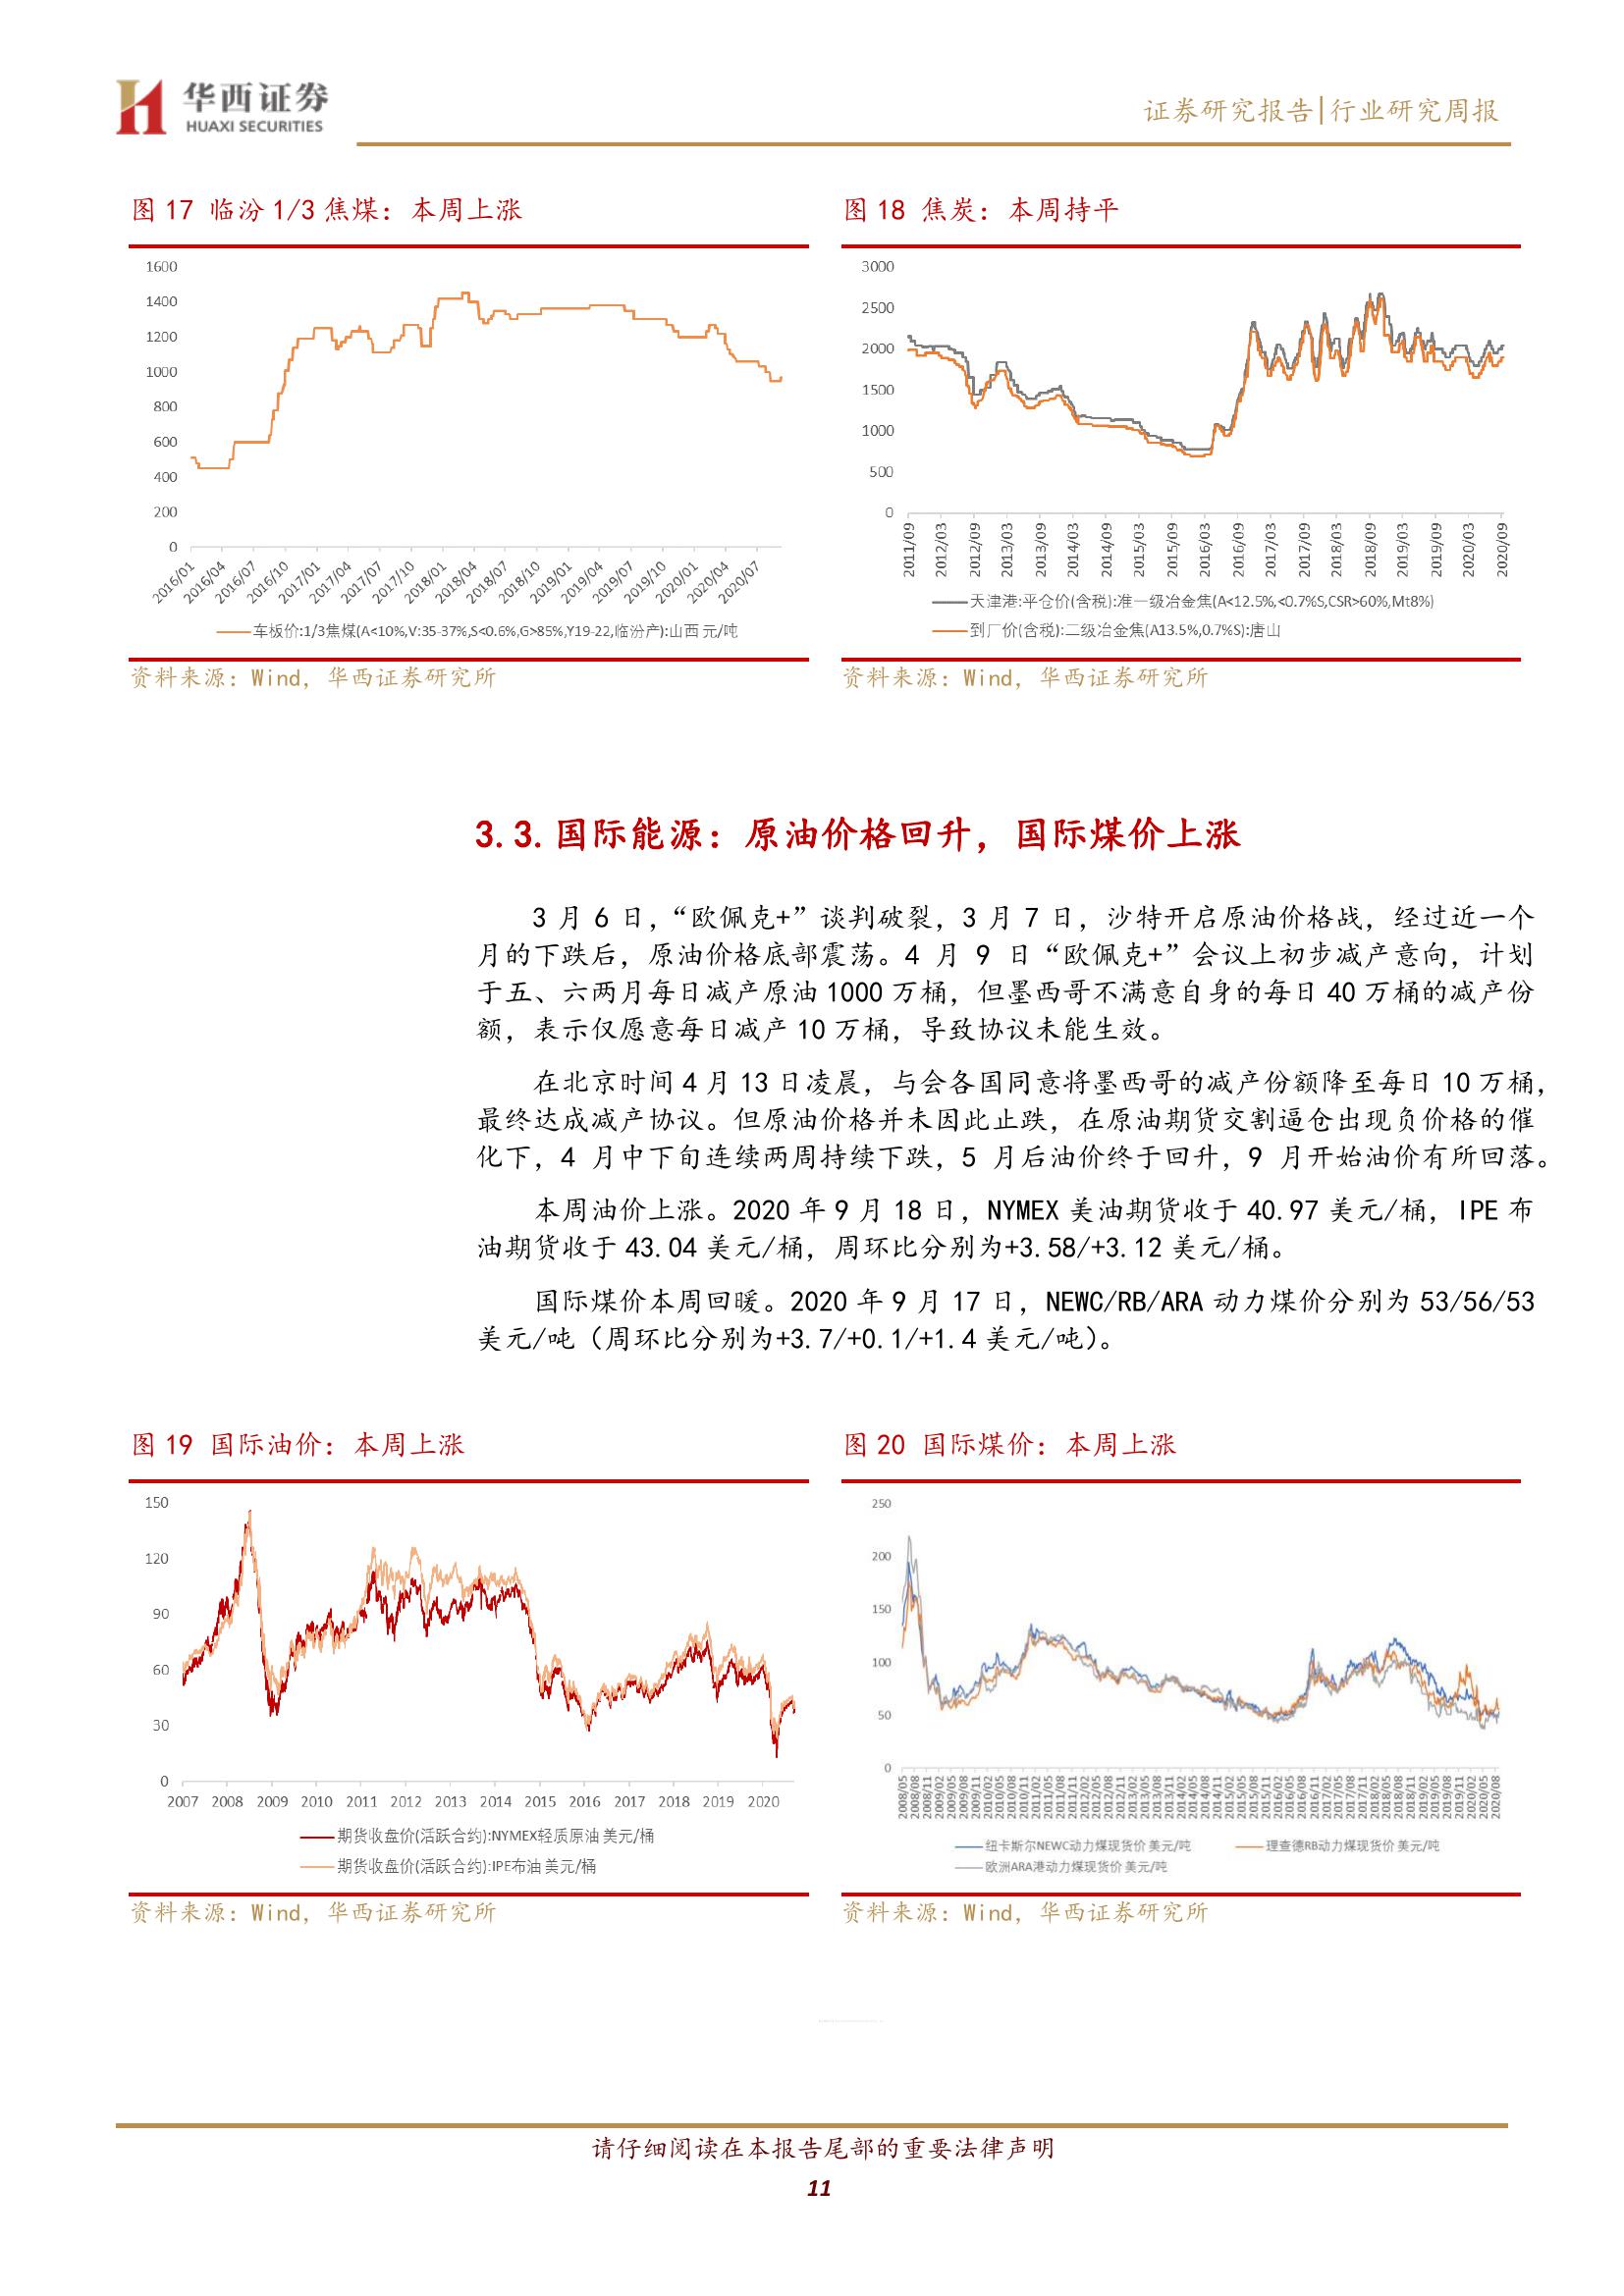 华西证券
HUAXI SECURITIES
证券研究报告|行业研究周报
图 17 临汾 1/3 焦煤：本周上涨
1600
1400
1200
1000
800
600
400
200
0
2016/01 2016/04 2016/07 2016/10 2017/01 2017/04 2017/07 2017/10 2018/01 2018/04 2018/07 2018/10 2019/01 2019/04 2019/07 2019/10 2020/01 2020/04 2020/07
车板价:1/3焦煤(A<10%,V:35-37%,S<0.6%,G>85%,Y19-22,临汾产):山西 元/吨
资料来源：Wind，华西证券研究所
图 18 焦炭：本周持平
3000
2500
2000
1500
1000
500
0
2011/09 2012/03 2012/09 2013/03 2013/09 2014/03 2014/09 2015/03 2015/09 2016/03 2016/09 2017/03 2017/09 2018/03 2018/09 2019/03 2019/09 2020/03 2020/09
天津港:平仓价(含税):准一级冶金焦(A<12.5%,<0.7%S,CSR>60%,Mt8%)
到厂价(含税):二级冶金焦(A13.5%,0.7%S):唐山
资料来源：Wind，华西证券研究所
3.3.国际能源：原油价格回升，国际煤价上涨
3 月 6 日，“欧佩克+”谈判破裂，3 月 7 日，沙特开启原油价格战，经过近一个
月的下跌后，原油价格底部震荡。4 月 9 日“欧佩克+”会议上初步减产意向，计划
于五、六两月每日减产原油 1000 万桶，但墨西哥不满意自身的每日 40 万桶的减产份
额，表示仅愿意每日减产 10 万桶，导致协议未能生效。
在北京时间 4 月 13 日凌晨，与会各国同意将墨西哥的减产份额降至每日 10 万桶，
最终达成减产协议。但原油价格并未因此止跌，在原油期货交割逼仓出现负价格的催
化下，4 月中下旬连续两周持续下跌，5 月后油价终于回升，9 月开始油价有所回落。
本周油价上涨。2020 年 9 月 18 日，NYMEX 美油期货收于 40.97 美元/桶，IPE 布
油期货收于 43.04 美元/桶，周环比分别为+3.58/+3.12 美元/桶。
国际煤价本周回暖。2020 年 9 月 17 日，NEWC/RB/ARA 动力煤价分别为 53/56/53
美元/吨（周环比分别为+3.7/+0.1/+1.4 美元/吨）。
图 19 国际油价：本周上涨
150
120
90
60
30
0
2007 2008 2009 2010 2011 2012 2013 2014 2015 2016 2017 2018 2019 2020
期货收盘价(活跃合约):NYMEX轻质原油 美元/桶
期货收盘价(活跃合约):IPE布油 美元/桶
资料来源：Wind，华西证券研究所
图 20 国际煤价：本周上涨
250
200
150
100
50
0
2008/05 2008/08 2008/11 2009/02 2009/05 2009/08 2009/11 2010/02 2010/05 2010/08 2010/11 2011/02 2011/05 2011/08 2011/11 2012/02 2012/05 2012/08 2012/11 2013/02 2013/05 2013/08 2013/11 2014/02 2014/05 2014/08 2014/11 2015/02 2015/05 2015/08 2015/11 2016/02 2016/05 2016/08 2016/11 2017/02 2017/05 2017/08 2017/11 2018/02 2018/05 2018/08 2018/11 2019/02 2019/05 2019/08 2019/11 2020/02 2020/05 2020/08
纽卡斯尔NEWC动力煤现货价 美元/吨 理查德RB动力煤现货价 美元/吨
欧洲ARA港动力煤现货价 美元/吨
资料来源：Wind，华西证券研究所
请仔细阅读在本报告尾部的重要法律声明
11